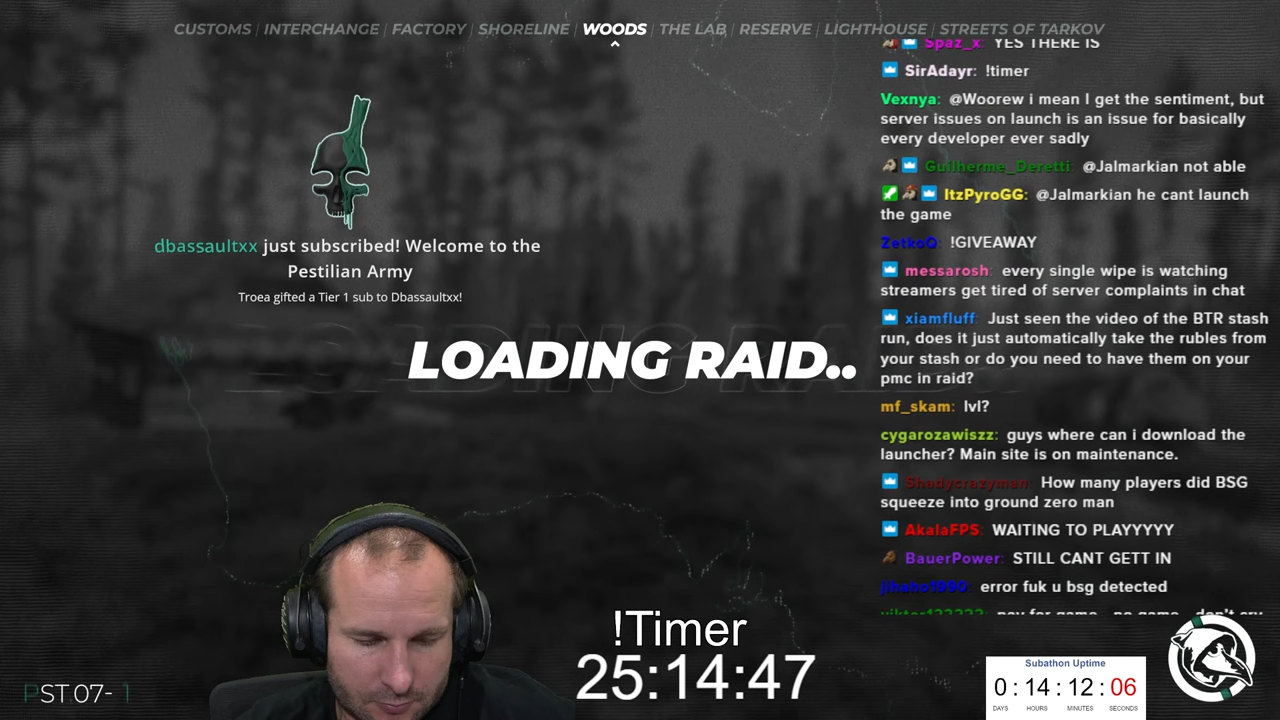 CUSTOMS | INTERCHANGE | FACTORY | SHORELINE | WOODS | THE LAB | RESERVE | LIGHTHOUSE | STREETS OF TARKOV
dbassaultxx just subscribed! Welcome to the
Pestilian Army
Troea gifted a Tier 1 sub to Dbassaultxx!
LOADING RAID..
Spaz_x: YES THERE IS
SirAdayr: !timer
Vexnya: @Woorew i mean I get the sentiment, but
server issues on launch is an issue for basically
every developer ever sadly
Guilherme_Deretti: @Jalmarkian not able
ItzPyroGG: @Jalmarkian he cant launch
the game
ZetkoQ: !GIVEAWAY
messarosh: every single wipe is watching
streamers get tired of server complaints in chat
xiamfluff: Just seen the video of the BTR stash
run, does it just automatically take the rubles from
your stash or do you need to have them on your
pmc in raid?
mf_skam: lvl?
cygarozawiszz: guys where can i download the
launcher? Main site is on maintenance.
Shadycrazyman: How many players did BSG
squeeze into ground zero man
AkalaFPS: WAITING TO PLAYYYYY
BauerPower: STILL CANT GETT IN
jihaho1990: error fuk u bsg detected
!Timer
25:14:47
Subathon Uptime
0 : 14 : 12 : 06
DAYS HOURS MINUTES SECONDS
PST 07- 1